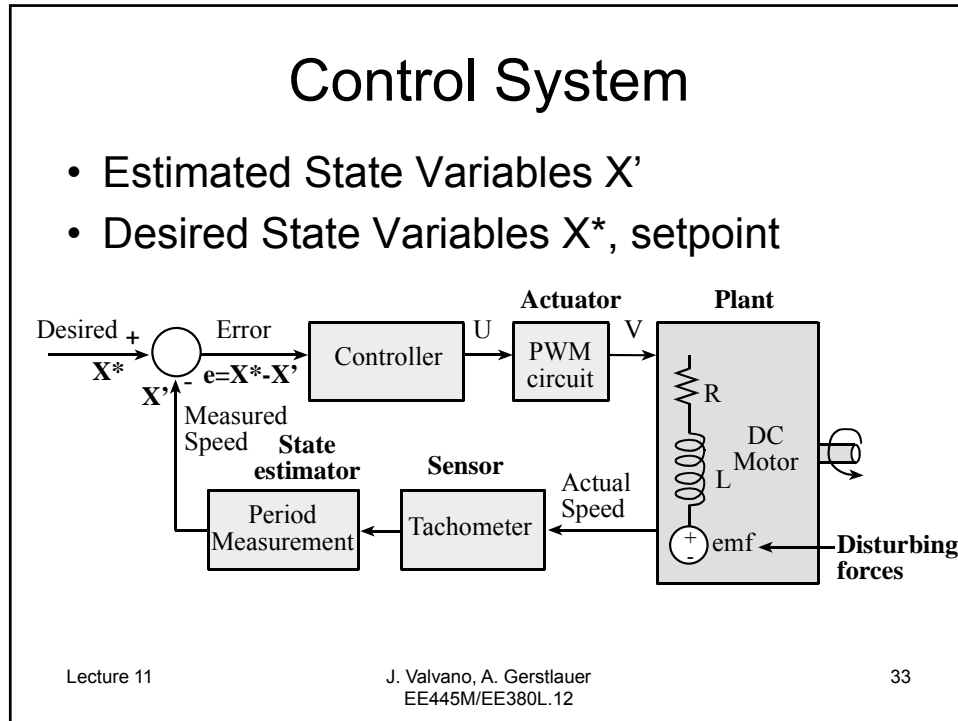 Control System
• Estimated State Variables X’
• Desired State Variables X*, setpoint
Actuator
Plant
Desired
+
Error
U
V
X*
X’
-
e=X*-X’
Controller
PWM
circuit
R
L
DC
Motor
Measured
Speed
State
estimator
Sensor
Actual
Speed
Period
Measurement
Tachometer
+
-
emf
Disturbing
forces
Lecture 11
J. Valvano, A. Gerstlauer
EE445M/EE380L.12
33